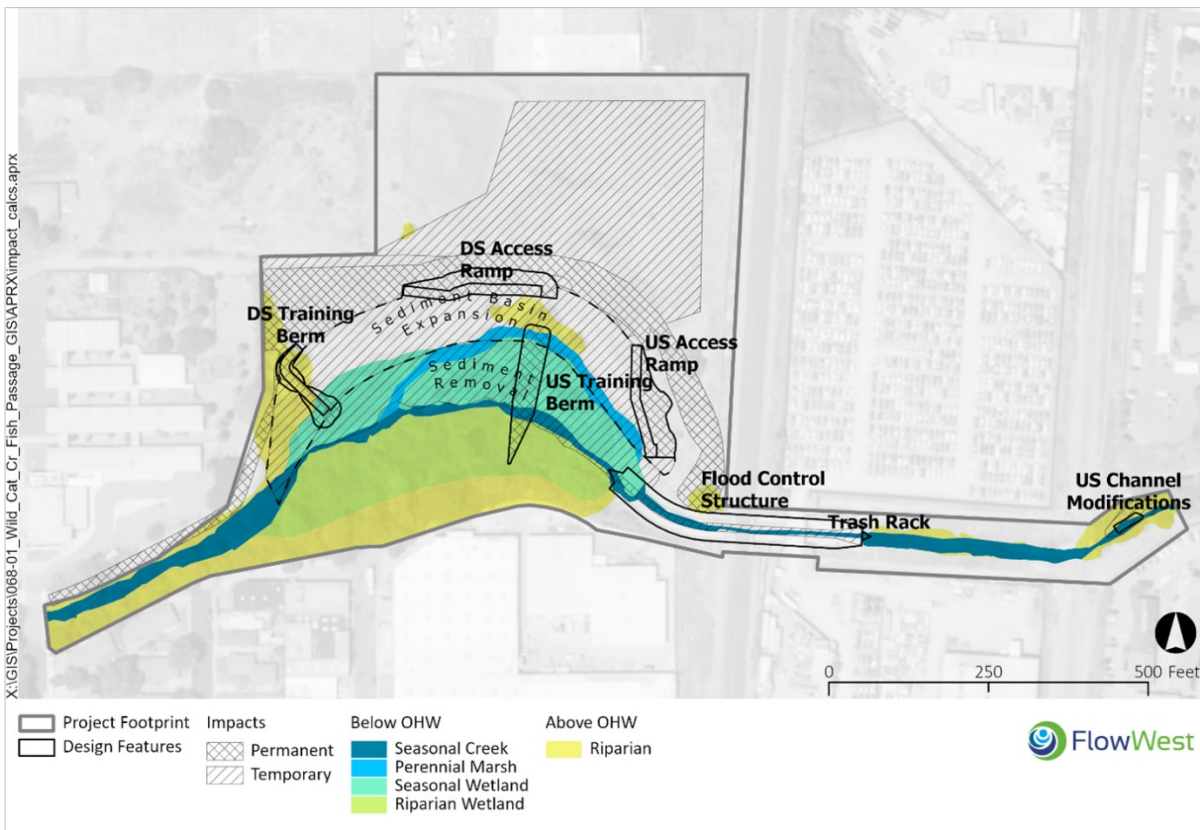 X:\GIS\Projects\068-01_Wild_Cat_Cr_Fish_Passage_GIS\APRX\impact_calcs.aprx
DS Access
Ramp
Sediment Basin
Expansion
DS Training
Berm
Sediment
Removal
US Training
Berm
US Access
Ramp
Flood Control
Structure
Trash Rack
US Channel
Modifications
0 250 500 Feet
Project Footprint
Design Features
Impacts
Permanent
Temporary
Below OHW
Seasonal Creek
Perennial Marsh
Seasonal Wetland
Riparian Wetland
Above OHW
Riparian
FlowWest